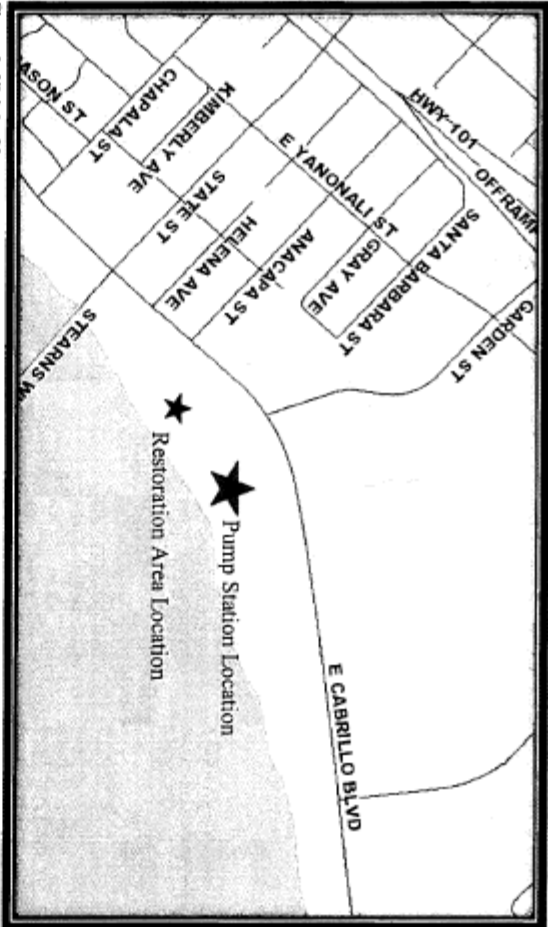 HWY 101
OFFRAMP
ASON ST
CHAPALA ST
KIMBERLY AVE
E YANONALI ST
STATE ST
HELENA AVE
ANACAPA ST
GRAY AVE
SANTA BARBARA ST
GARDEN ST
STEARNS W
E CABRILLO BLVD
Pump Station Location
Restoration Area Location